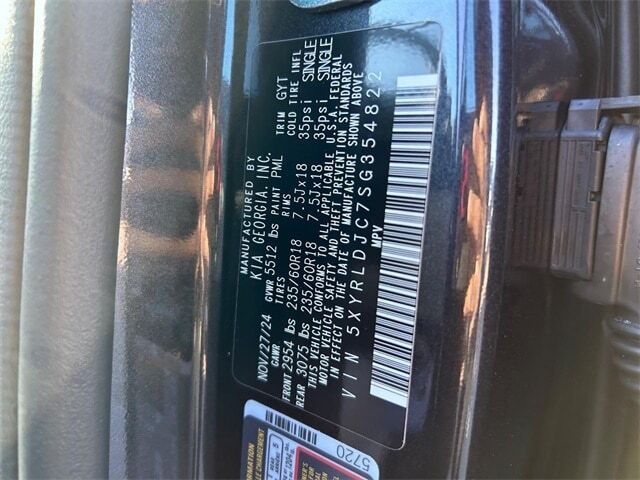 MANUFACTURED BY
KIA GEORGIA, INC.
NOV/27/24 GVWR 5512 lbs PAINT PML TRIM GYT
GAWR TIRES RIMS COLD TIRE INFL
FRONT 2954 lbs 235/60R18 7.5Jx18 35psi SINGLE
REAR 3075 lbs 235/60R18 7.5Jx18 35psi SINGLE
THIS VEHICLE CONFORMS TO ALL APPLICABLE U.S.A. FEDERAL
MOTOR VEHICLE SAFETY AND THEFT PREVENTION STANDARDS
IN EFFECT ON THE DATE OF MANUFACTURE SHOWN ABOVE
VIN 5XYRLDJC7SG354822
MPV
5720
REAR
ARRIÈRE 5